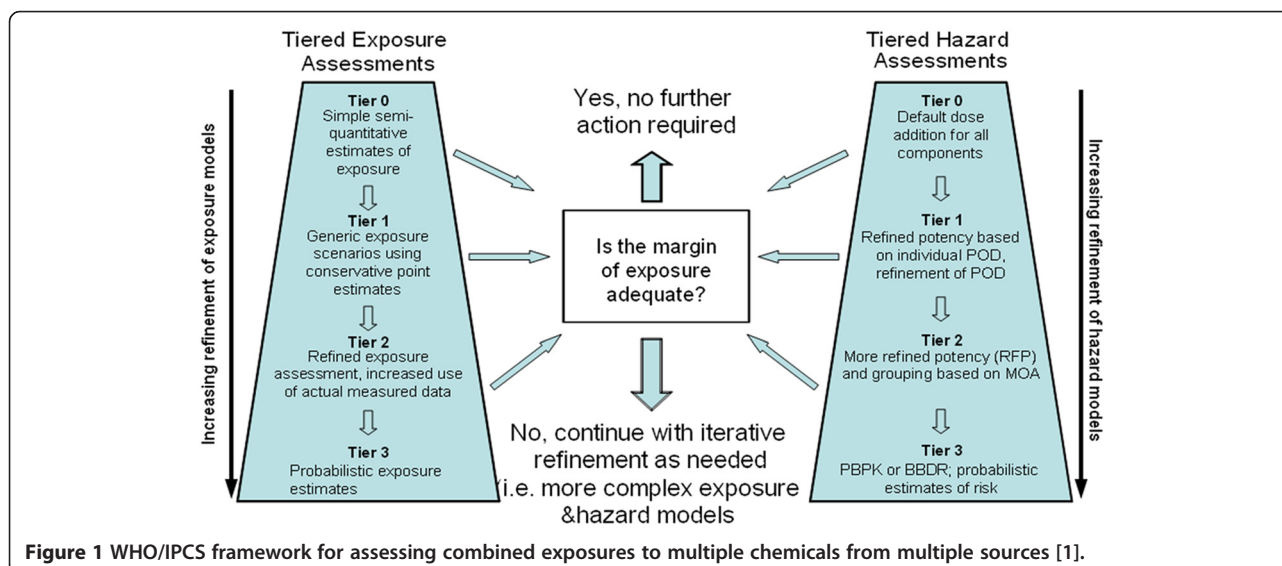 Tiered Exposure
Assessments
Increasing refinement of exposure models
Tier 0
Simple semi-
quantitative
estimates of
exposure
Tier 1
Generic exposure
scenarios using
conservative point
estimates
Tier 2
Refined exposure
assessment, increased use
of actual measured data
Tier 3
Probabilistic exposure
estimates
Yes, no further
action required
Is the margin
of exposure
adequate?
No, continue with iterative
refinement as needed
(i.e. more complex exposure
&hazard models
Tiered Hazard
Assessments
Tier 0
Default dose
addition for all
components
Tier 1
Refined potency based
on individual POD,
refinement of POD
Tier 2
More refined potency (RFP)
and grouping based on MOA
Tier 3
PBPK or BBDR; probabilistic
estimates of risk
Increasing refinement of hazard models
Figure 1 WHO/IPCS framework for assessing combined exposures to multiple chemicals from multiple sources [1].